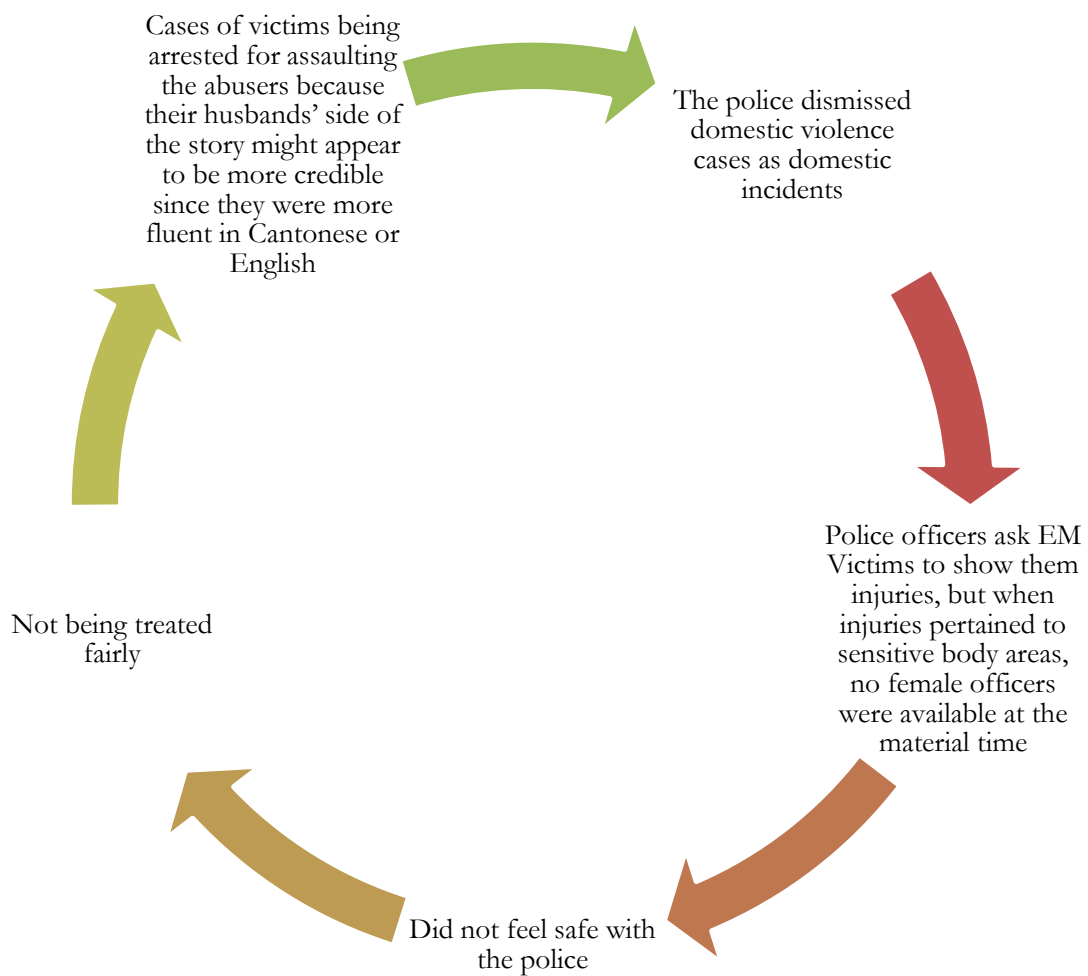 Cases of victims being
arrested for assaulting
the abusers because
their husbands’ side of
the story might appear
to be more credible
since they were more
fluent in Cantonese or
English
The police dismissed
domestic violence
cases as domestic
incidents
Police officers ask EM
Victims to show them
injuries, but when
injuries pertained to
sensitive body areas,
no female officers
were available at the
material time
Did not feel safe with
the police
Not being treated
fairly